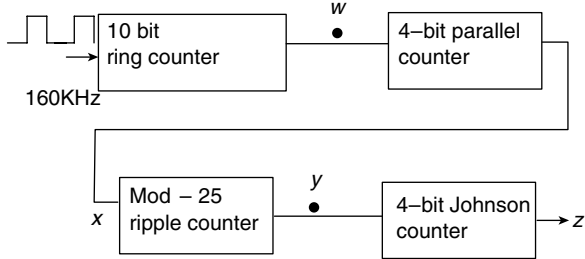 10 bit
ring counter
w
4–bit parallel
counter
160KHz
x
Mod – 25
ripple counter
y
4–bit Johnson
counter
z